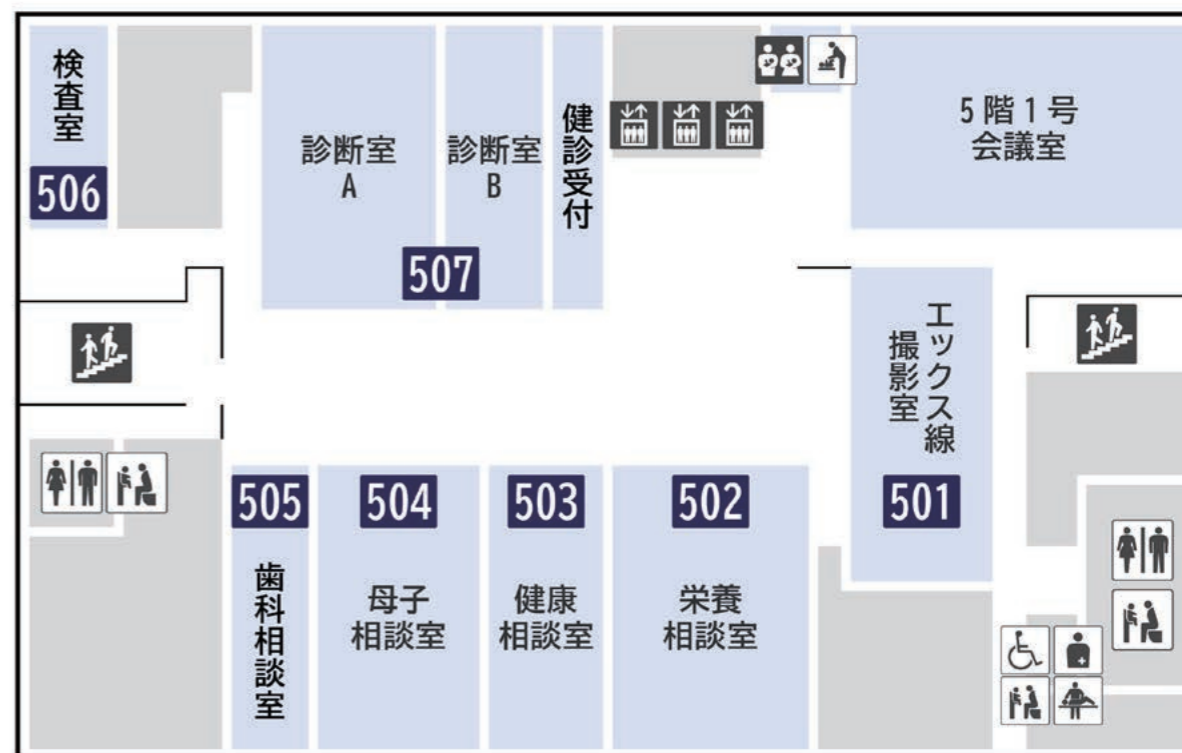 検査室
506
診断室
A
診断室
B
507
健診受付
5階1号
会議室
エックス線
撮影室
501
505
歯科相談室
504
母子
相談室
503
健康
相談室
502
栄養
相談室